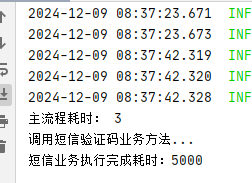 2024-12-09 08:37:23.671 INF
2024-12-09 08:37:23.673 INF
2024-12-09 08:37:42.319 INF
2024-12-09 08:37:42.320 INF
2024-12-09 08:37:42.328 INF
主流程耗时： 3
调用短信验证码业务方法...
短信业务执行完成耗时：5000